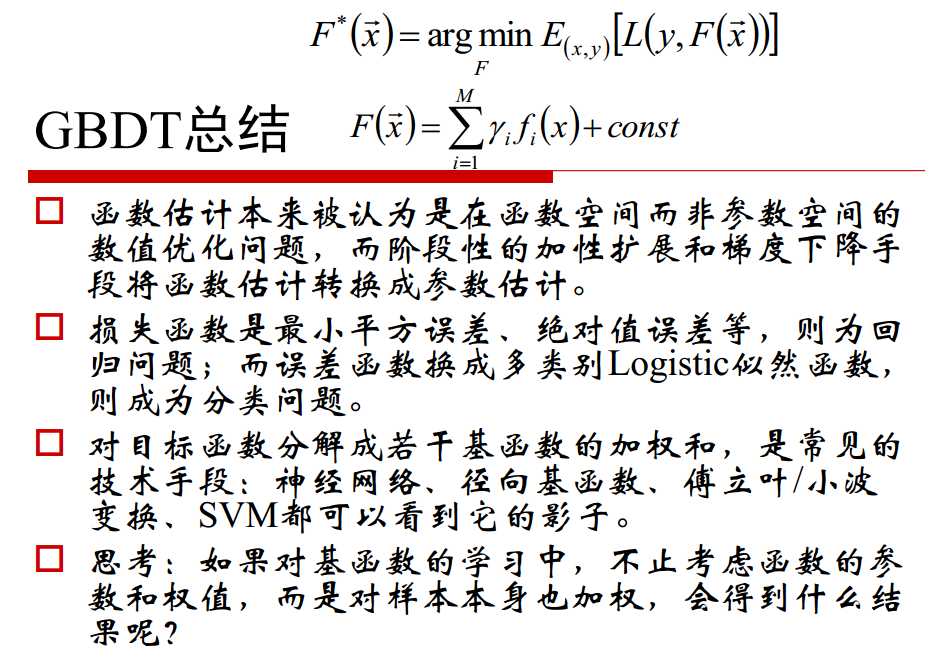 F*(x⃗) = arg min_F E_(x,y)[L(y, F(x⃗))]
GBDT总结
F(x⃗) = ∑_{i=1}^{M} γ_i f_i(x) + const
函数估计本来被认为是在函数空间而非参数空间的
数值优化问题，而阶段性的加性扩展和梯度下降手
段将函数估计转换成参数估计。
损失函数是最小平方误差、绝对值误差等，则为回
归问题；而误差函数换成多类别Logistic似然函数，
则成为分类问题。
对目标函数分解成若干基函数的加权和，是常见的
技术手段：神经网络、径向基函数、傅立叶/小波
变换、SVM都可以看到它的影子。
思考：如果对基函数的学习中，不止考虑函数的参
数和权值，而是对样本本身也加权，会得到什么结
果呢？